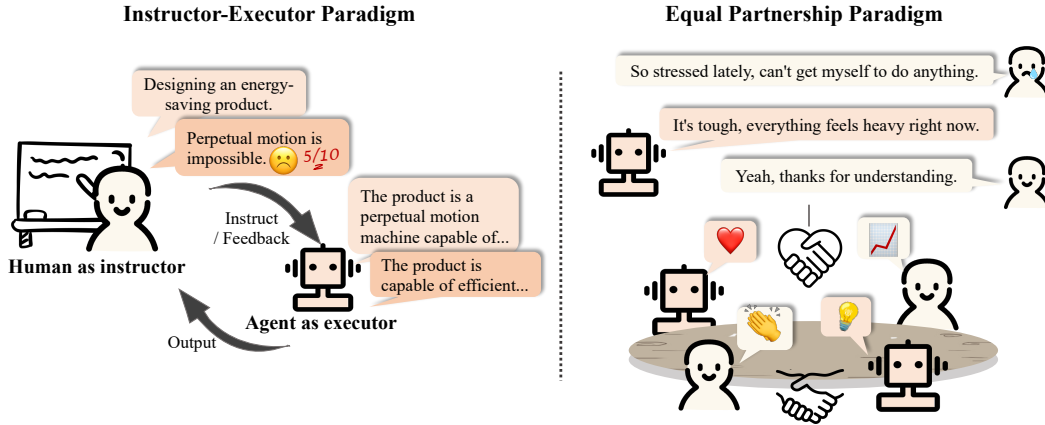 Instructor-Executor Paradigm
Designing an energy-
saving product.
Perpetual motion is
impossible. 5/10
Instruct
/ Feedback
The product is a
perpetual motion
machine capable of...
The product is
capable of efficient...
Human as instructor
Agent as executor
Output
Equal Partnership Paradigm
So stressed lately, can't get myself to do anything.
It's tough, everything feels heavy right now.
Yeah, thanks for understanding.